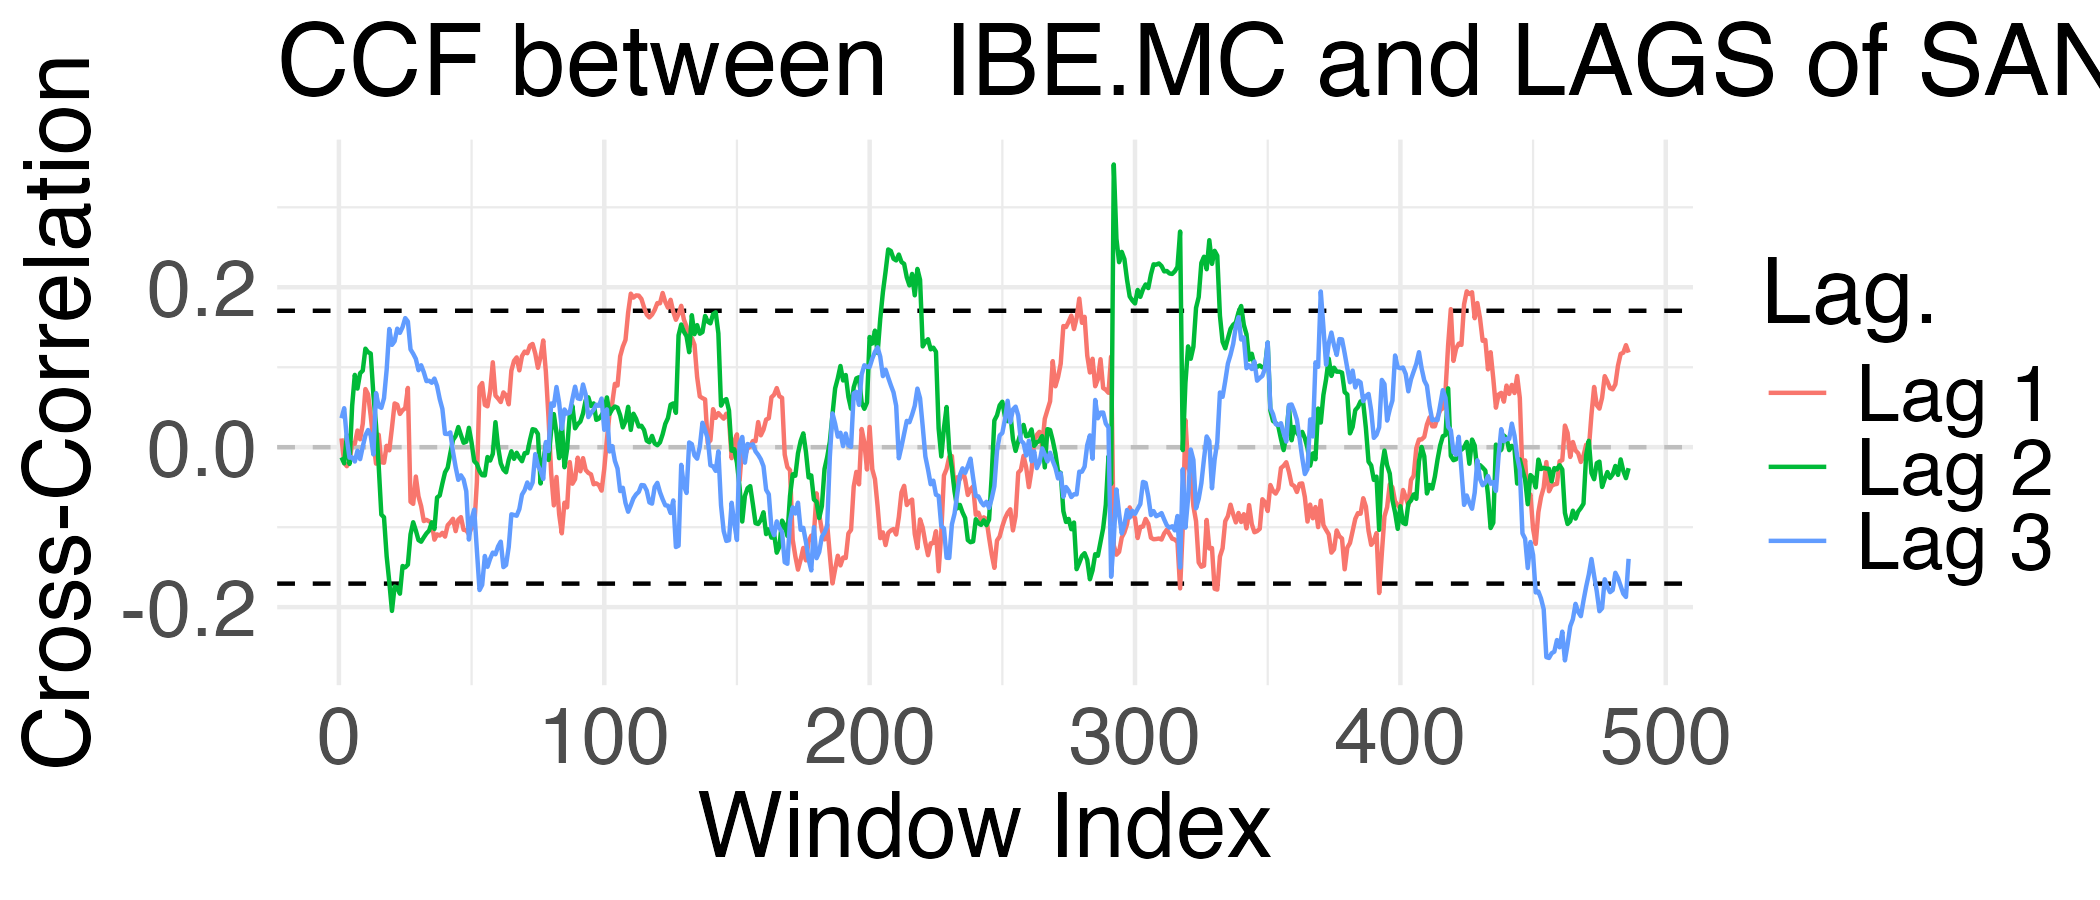 CCF between IBE.MC and LAGS of SAN
Cross-Correlation
0.2
0.0
-0.2
0
100
200
300
400
500
Window Index
Lag.
Lag 1
Lag 2
Lag 3